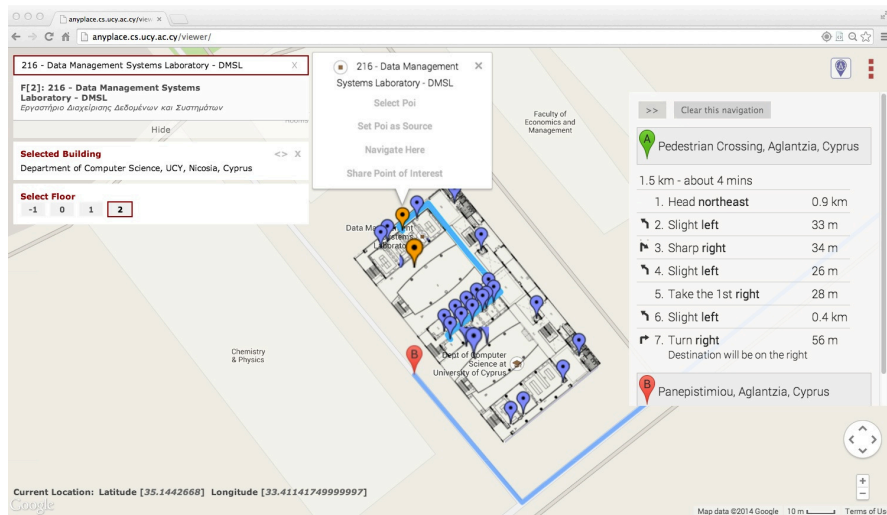 anyplace.cs.ucy.ac.cy/view
anyplace.cs.ucy.ac.cy/viewer/
216 - Data Management Systems Laboratory - DMSL X
F[2]: 216 - Data Management Systems
Laboratory - DMSL
Εργαστήριο Διαχείρισης Δεδομένων και Συστημάτων
Hide
Selected Building <> X
Department of Computer Science, UCY, Nicosia, Cyprus
Select Floor
-1 0 1 2
216 - Data Management
Systems Laboratory - DMSL
Select Poi
Set Poi as Source
Navigate Here
Share Point of Interest
Faculty of
Economics and
Management
Data Management
Systems
Laboratory
Chemistry
& Physics
B
Dept of Computer
Science at
University of Cyprus
>> Clear this navigation
A Pedestrian Crossing, Aglantzia, Cyprus
1.5 km - about 4 mins
1. Head northeast 0.9 km
2. Slight left 33 m
3. Sharp right 34 m
4. Slight left 26 m
5. Take the 1st right 28 m
6. Slight left 0.4 km
7. Turn right 56 m
Destination will be on the right
B Panepistimiou, Aglantzia, Cyprus
Current Location: Latitude [35.1442668] Longitude [33.41141749999997]
Google
Map data ©2014 Google 10 m Terms of Us